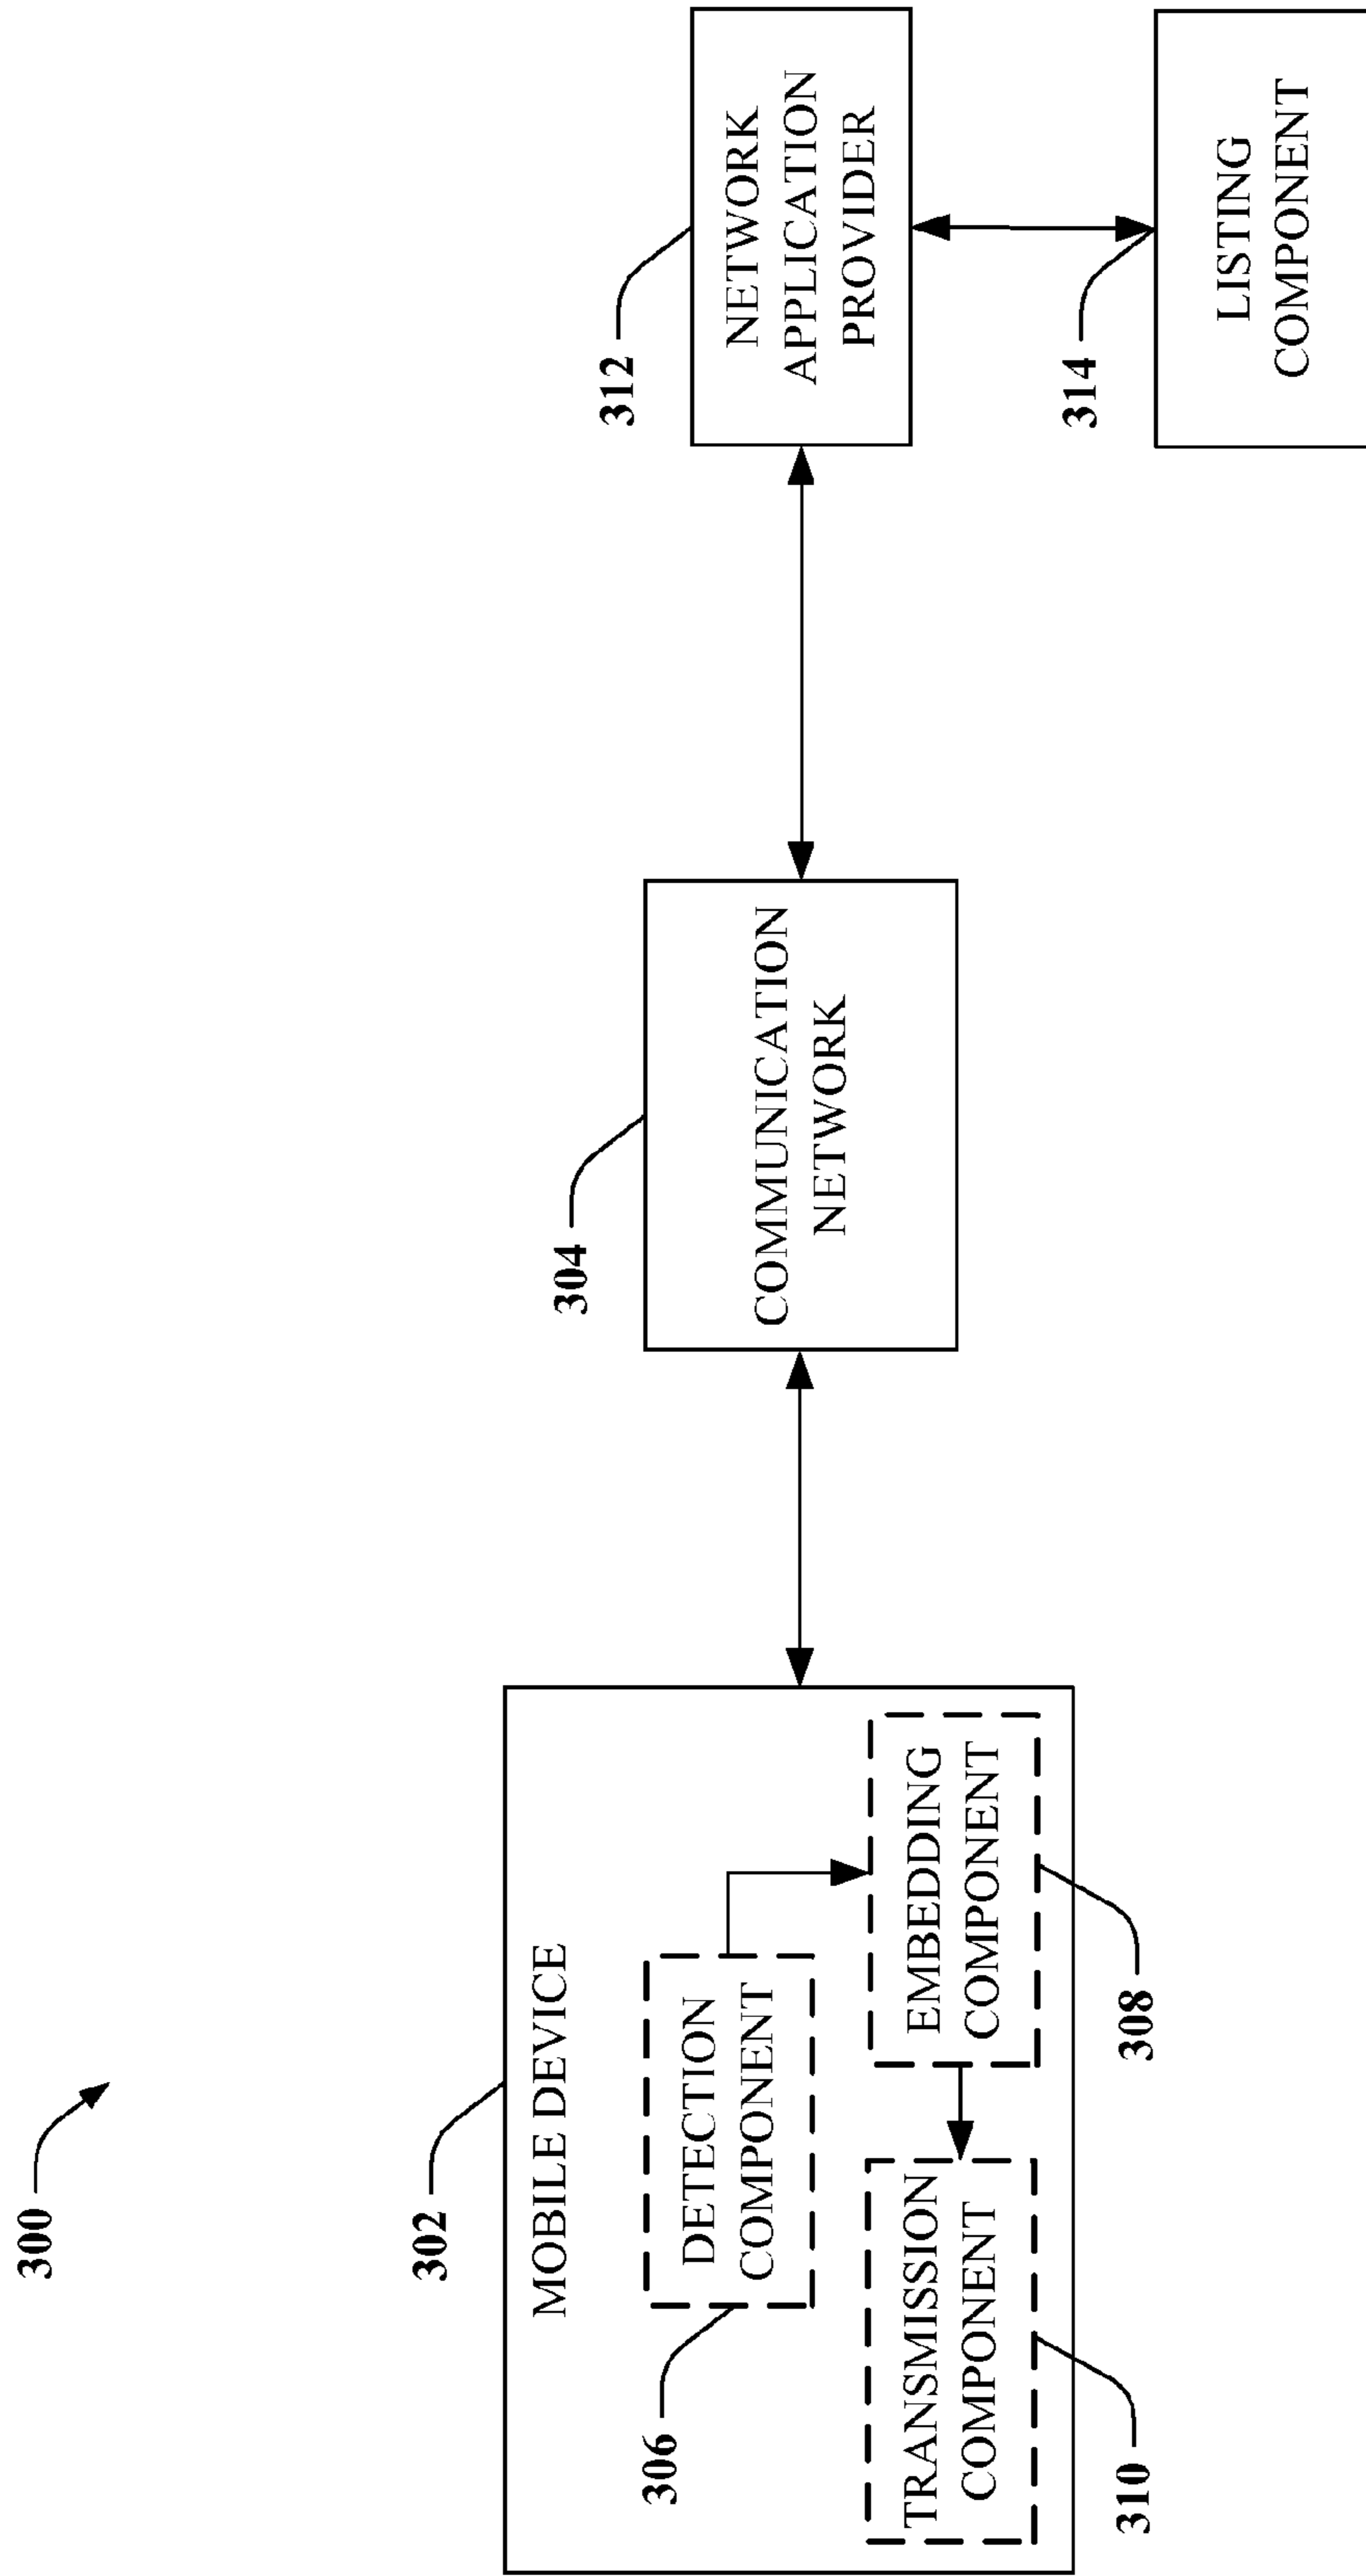 300
302
MOBILE DEVICE
306
DETECTION
COMPONENT
EMBEDDING
COMPONENT
308
TRANSMISSION
COMPONENT
310
304
COMMUNICATION
NETWORK
312
NETWORK
APPLICATION
PROVIDER
314
LISTING
COMPONENT